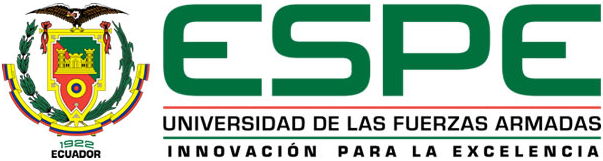 1922
ECUADOR
ESPE
UNIVERSIDAD DE LAS FUERZAS ARMADAS
INNOVACIÓN PARA LA EXCELENCIA